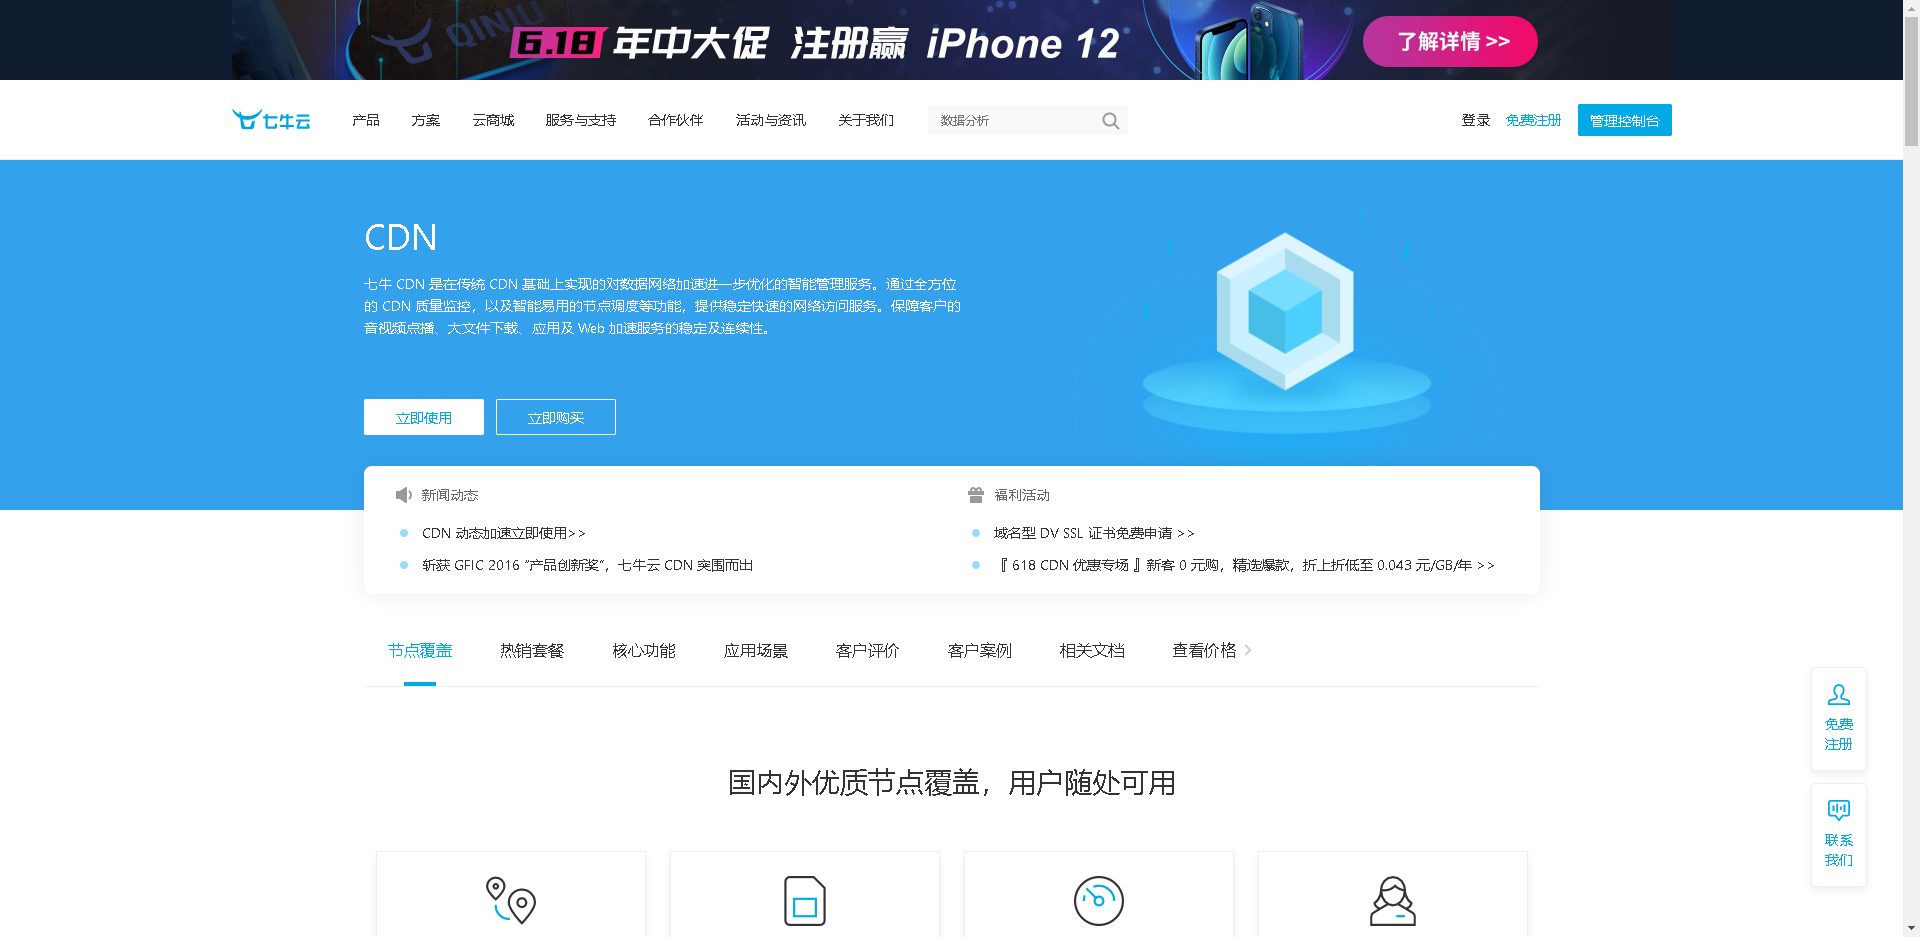 QINIU
6.18 年中大促 注册赢 iPhone 12
了解详情 >>
七牛云
产品
方案
云商城
服务与支持
合作伙伴
活动与资讯
关于我们
数据分析
登录
免费注册
管理控制台
CDN
七牛 CDN 是在传统 CDN 基础上实现的对数据网络加速进一步优化的智能管理服务。通过全方位
的 CDN 质量监控，以及智能易用的节点调度等功能，提供稳定快速的网络访问服务。保障客户的
音视频点播、大文件下载、应用及 Web 加速服务的稳定及连续性。
立即使用
立即购买
新闻动态
CDN 动态加速立即使用>>
斩获 GFIC 2016 “产品创新奖”，七牛云 CDN 突围而出
福利活动
域名型 DV SSL 证书免费申请 >>
『 618 CDN 优惠专场 』新客 0 元购，精选爆款，折上折低至 0.043 元/GB/年 >>
节点覆盖
热销套餐
核心功能
应用场景
客户评价
客户案例
相关文档
查看价格
国内外优质节点覆盖，用户随处可用
免费
注册
联系
我们